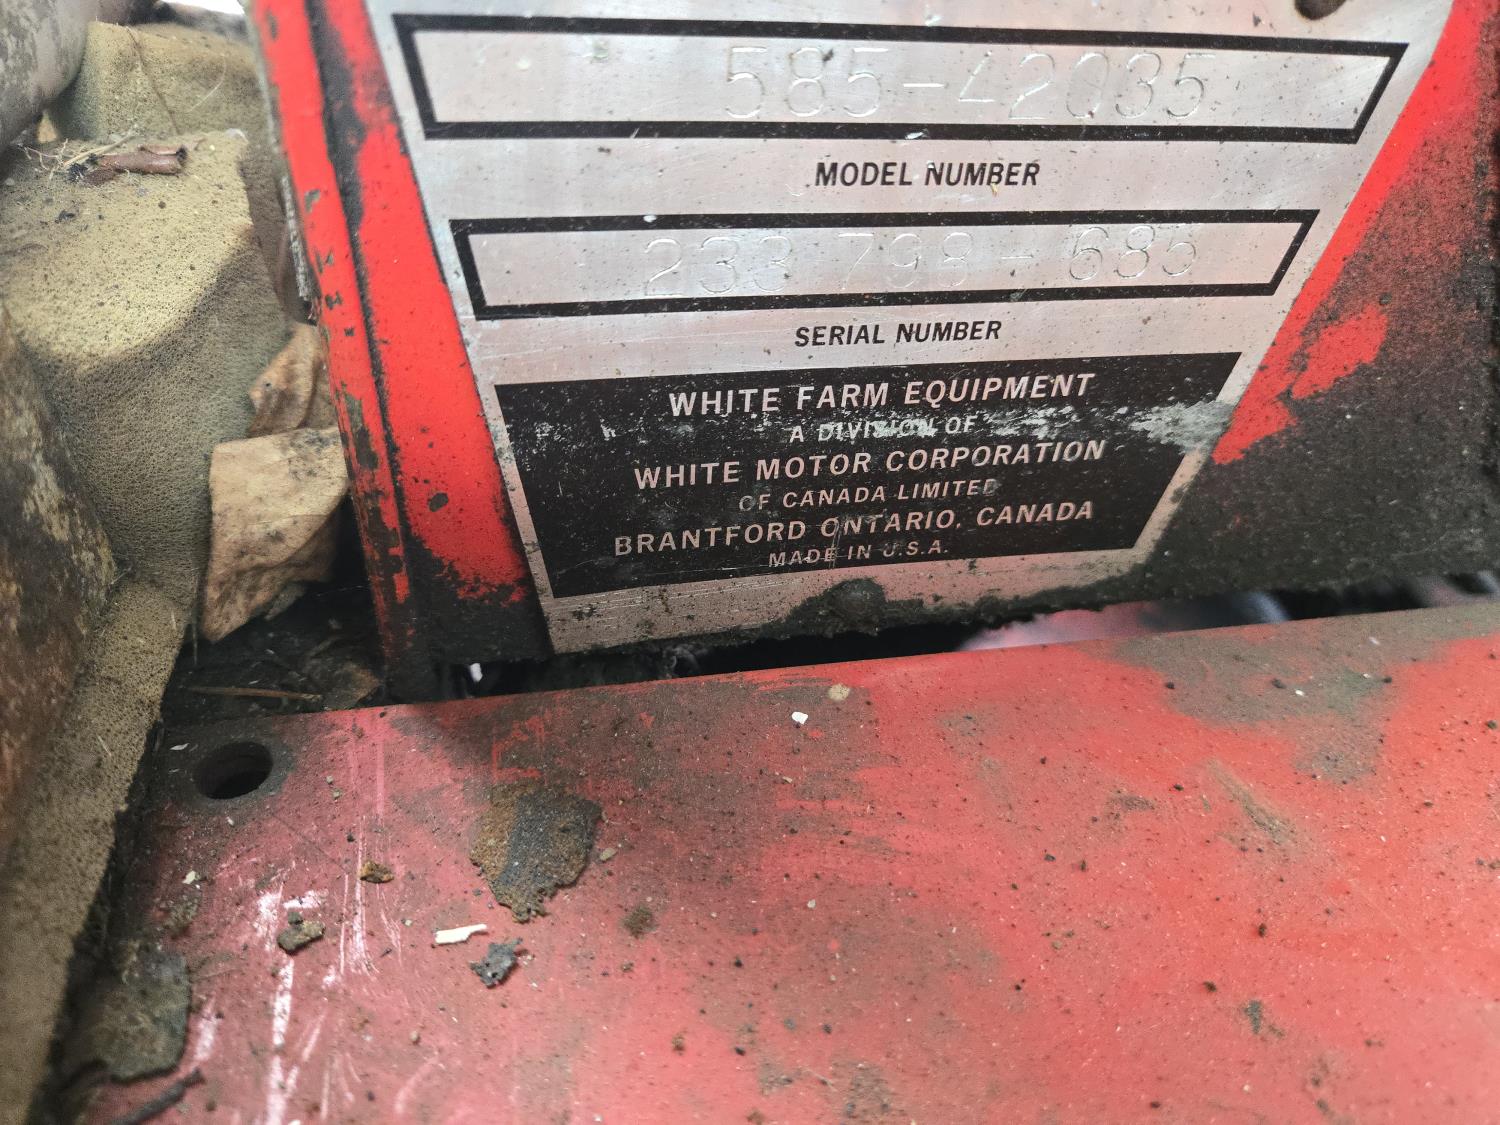 585-42035
MODEL NUMBER
233 798-685
SERIAL NUMBER
WHITE FARM EQUIPMENT
A DIVISION OF
WHITE MOTOR CORPORATION
OF CANADA LIMITED
BRANTFORD ONTARIO, CANADA
MADE IN U.S.A.